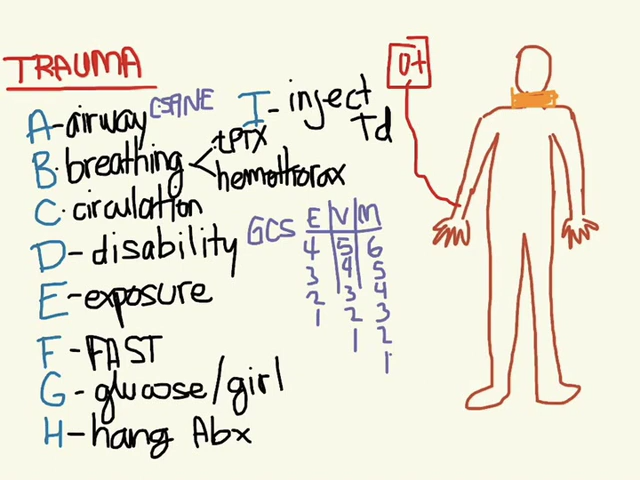 TRAUMA
O+
A-airway CSPINE
I-inject Td
B-breathing < tPTX
hemothorax
C-circulation
D-disability GCS
E V M
4 5 6
3 4 5
2 3 4
1 2 3
1 2
1
E-exposure
F-FAST
G-glucose/girl
H-hang Abx